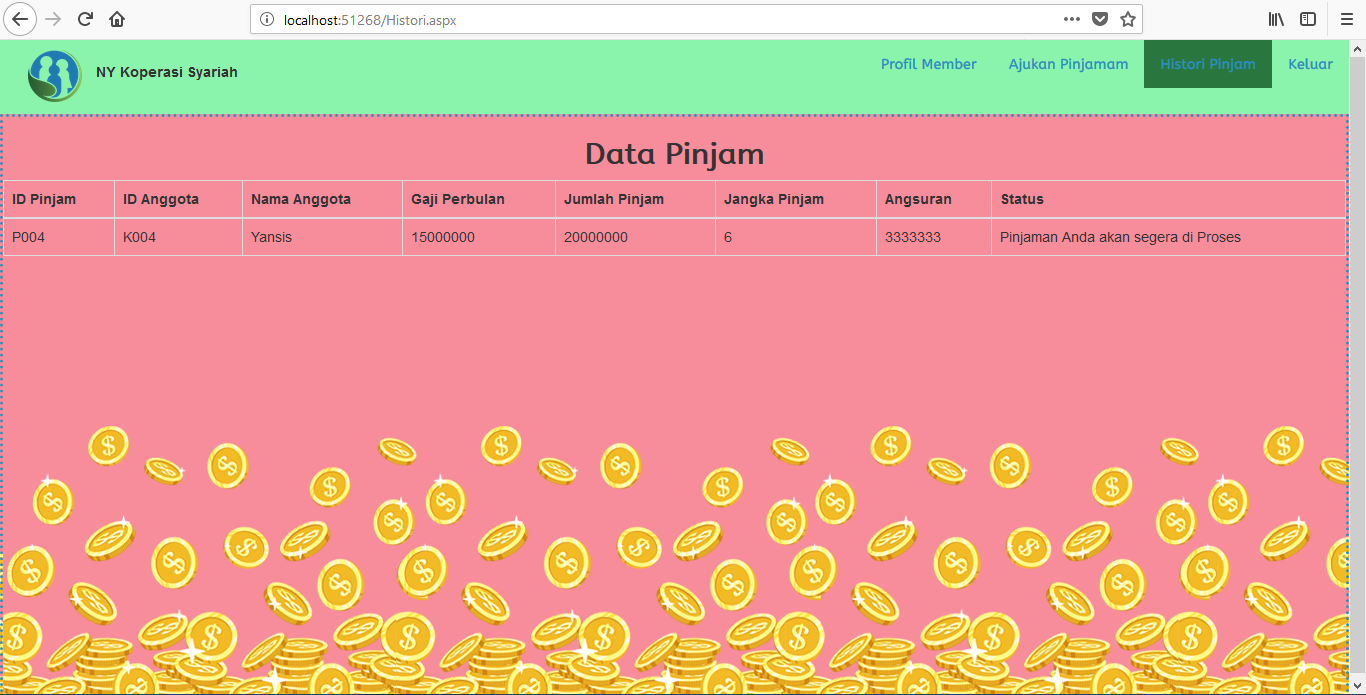 localhost:51268/Histori.aspx
NY Koperasi Syariah
Profil Member
Ajukan Pinjamam
Histori Pinjam
Keluar
Data Pinjam
ID Pinjam ID Anggota Nama Anggota Gaji Perbulan Jumlah Pinjam Jangka Pinjam Angsuran Status
P004 K004 Yansis 15000000 20000000 6 3333333 Pinjaman Anda akan segera di Proses